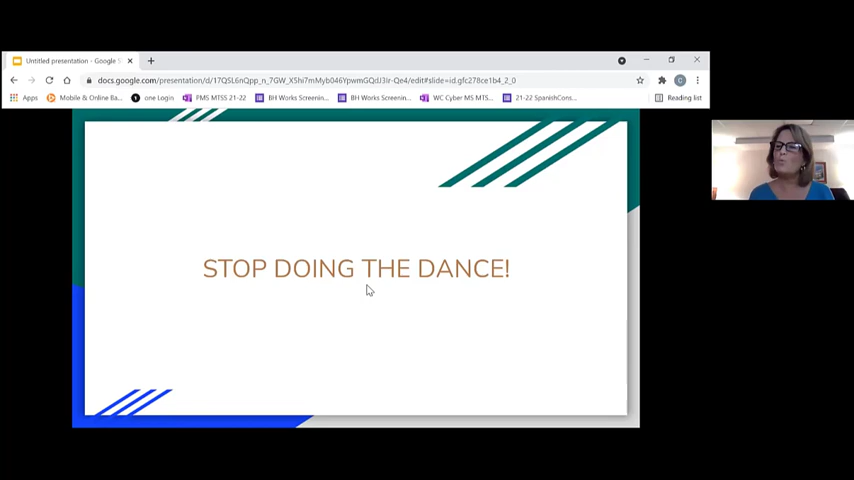 Untitled presentation - Google S
docs.google.com/presentation/d/17QSL6nQpp_n_7GW_X5hi7mMyb046YpwmGQdJ3Ir-Qe4/edit#slide=id.gfc278ce1b4_2_0
Apps Mobile & Online Ba... one Login PMS MTSS 21-22 BH Works Screenin... BH Works Screenin... WC Cyber MS MTS... 21-22 SpanishCons... Reading list
STOP DOING THE DANCE!